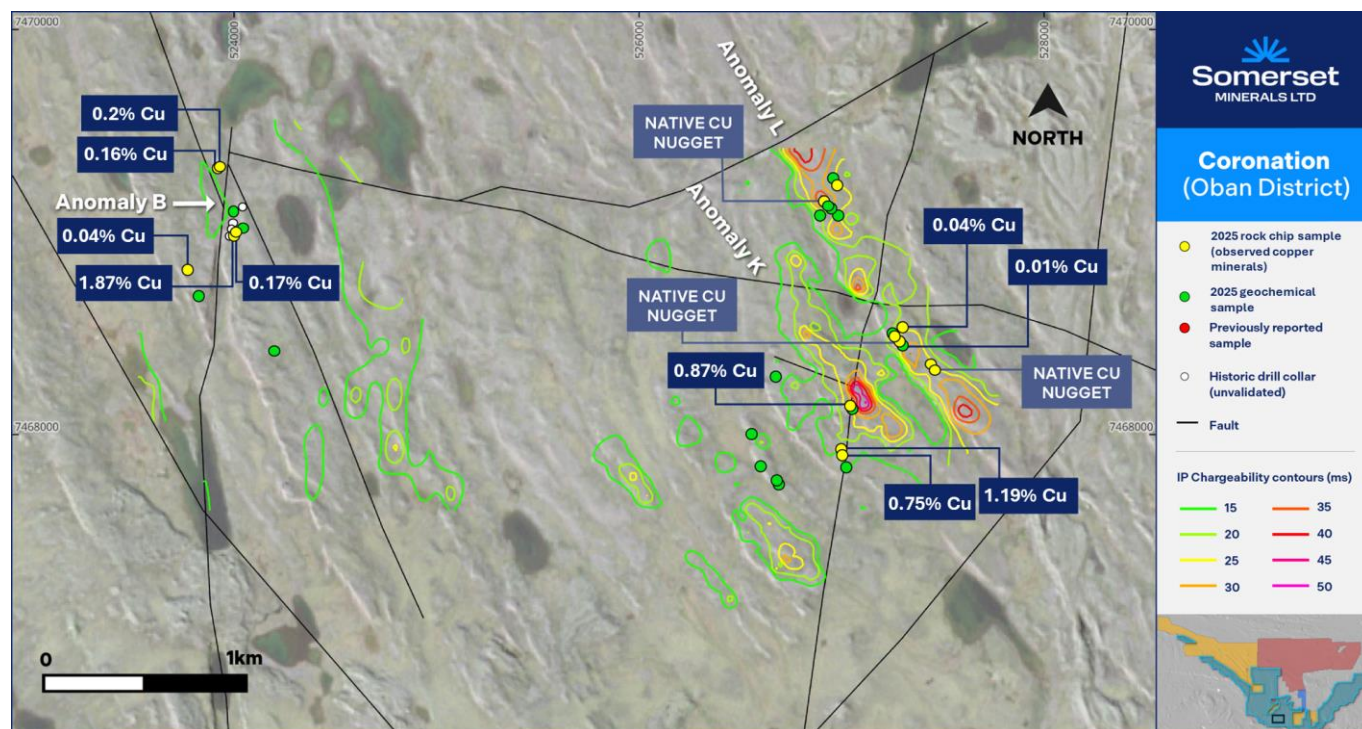 7470000
524000
526000
528000
7470000
Anomaly L
NORTH
0.2% Cu
0.16% Cu
NATIVE CU
NUGGET
Anomaly B
Anomaly K
0.04% Cu
0.04% Cu
0.01% Cu
1.87% Cu
0.17% Cu
NATIVE CU
NUGGET
0.87% Cu
NATIVE CU
NUGGET
7468000
7468000
0.75% Cu
1.19% Cu
0
1km
Somerset
MINERALS LTD
Coronation
(Oban District)
2025 rock chip sample
(observed copper
minerals)
2025 geochemical
sample
Previously reported
sample
Historic drill collar
(unvalidated)
Fault
IP Chargeability contours (ms)
15
35
20
40
25
45
30
50